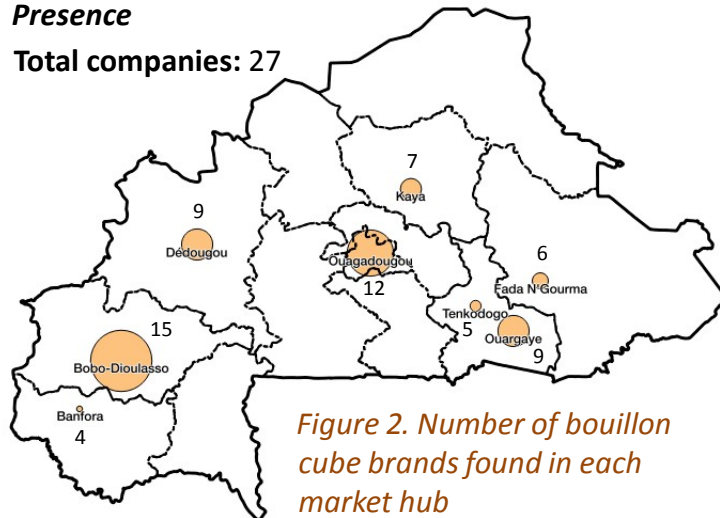 Presence
Total companies: 27
7
Kaya
9
Dédougou
Ouagadougou
12
6
Fada N'Gourma
Tenkodogo
5
Ouargaye
9
15
Bobo-Dioulasso
Banfora
4
Figure 2. Number of bouillon
cube brands found in each
market hub